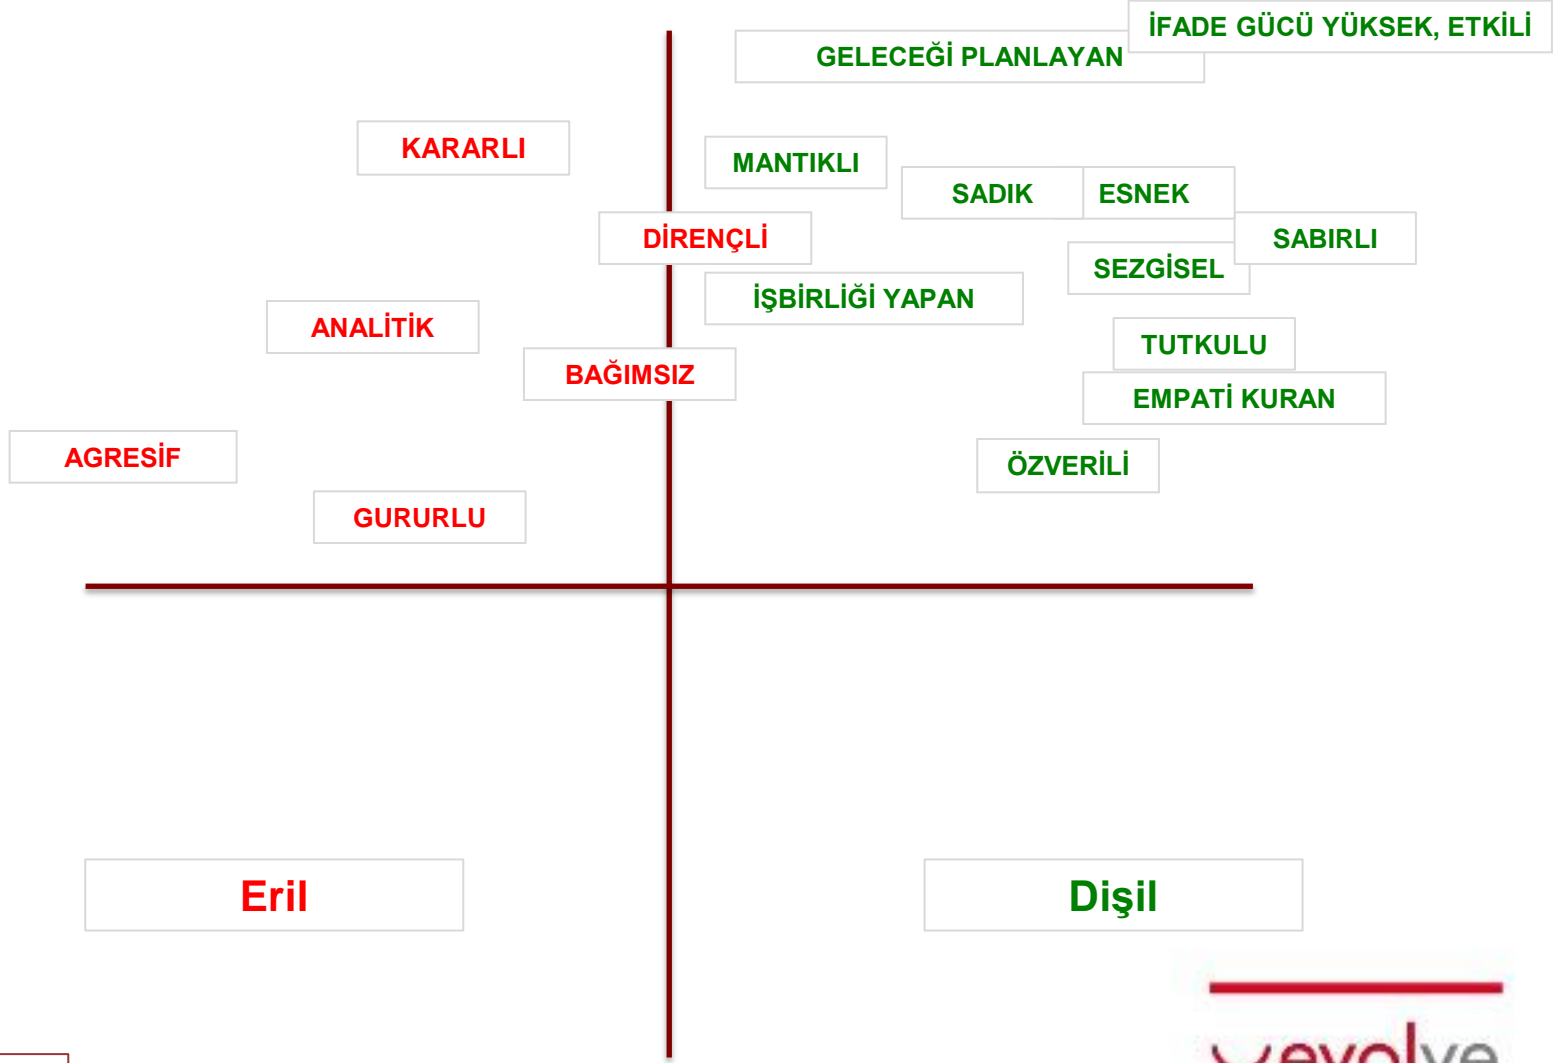 İFADE GÜCÜ YÜKSEK, ETKİLİ
GELECEĞİ PLANLAYAN
KARARLI
MANTIKLI
SADIK
ESNEK
DİRENÇLİ
SABIRLI
SEZGİSEL
İŞBİRLİĞİ YAPAN
ANALİTİK
TUTKULU
BAĞIMSIZ
EMPATİ KURAN
AGRESİF
ÖZVERİLİ
GURURLU
Eril
Dişil
evolve